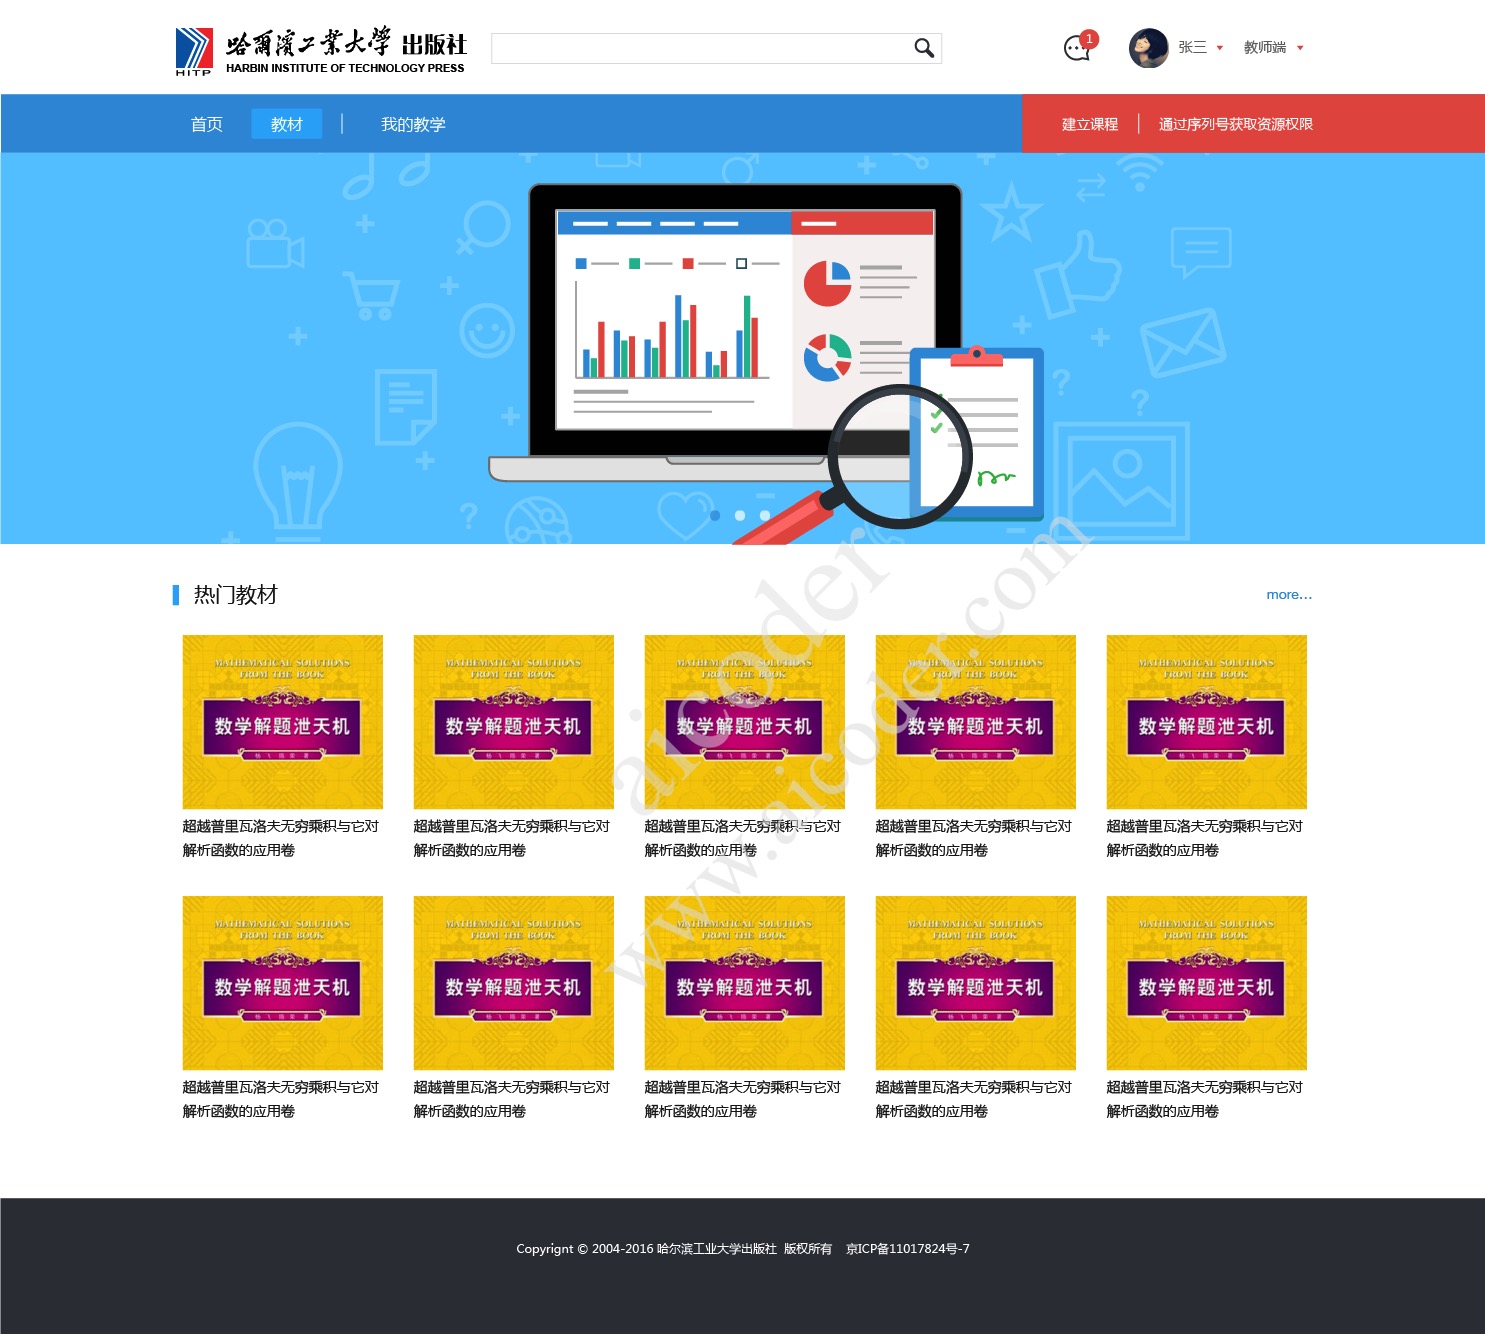 哈尔滨工业大学 出版社
HITP
HARBIN INSTITUTE OF TECHNOLOGY PRESS
1
张三
教师端
首页
教材
我的教学
建立课程
通过序列号获取资源权限
热门教材
more...
MATHEMATICAL SOLUTIONS
FROM THE BOOK
数学解题泄天机
MATHEMATICAL SOLUTIONS
FROM THE BOOK
数学解题泄天机
MATHEMATICAL SOLUTIONS
FROM THE BOOK
数学解题泄天机
MATHEMATICAL SOLUTIONS
FROM THE BOOK
数学解题泄天机
MATHEMATICAL SOLUTIONS
FROM THE BOOK
数学解题泄天机
超越普里瓦洛夫无穷乘积与它对
解析函数的应用卷
超越普里瓦洛夫无穷乘积与它对
解析函数的应用卷
超越普里瓦洛夫无穷乘积与它对
解析函数的应用卷
超越普里瓦洛夫无穷乘积与它对
解析函数的应用卷
超越普里瓦洛夫无穷乘积与它对
解析函数的应用卷
MATHEMATICAL SOLUTIONS
FROM THE BOOK
数学解题泄天机
MATHEMATICAL SOLUTIONS
FROM THE BOOK
数学解题泄天机
MATHEMATICAL SOLUTIONS
FROM THE BOOK
数学解题泄天机
MATHEMATICAL SOLUTIONS
FROM THE BOOK
数学解题泄天机
MATHEMATICAL SOLUTIONS
FROM THE BOOK
数学解题泄天机
超越普里瓦洛夫无穷乘积与它对
解析函数的应用卷
超越普里瓦洛夫无穷乘积与它对
解析函数的应用卷
超越普里瓦洛夫无穷乘积与它对
解析函数的应用卷
超越普里瓦洛夫无穷乘积与它对
解析函数的应用卷
超越普里瓦洛夫无穷乘积与它对
解析函数的应用卷
aicoder
www.aicoder.com
Copyrignt © 2004-2016 哈尔滨工业大学出版社 版权所有 京ICP备11017824号-7